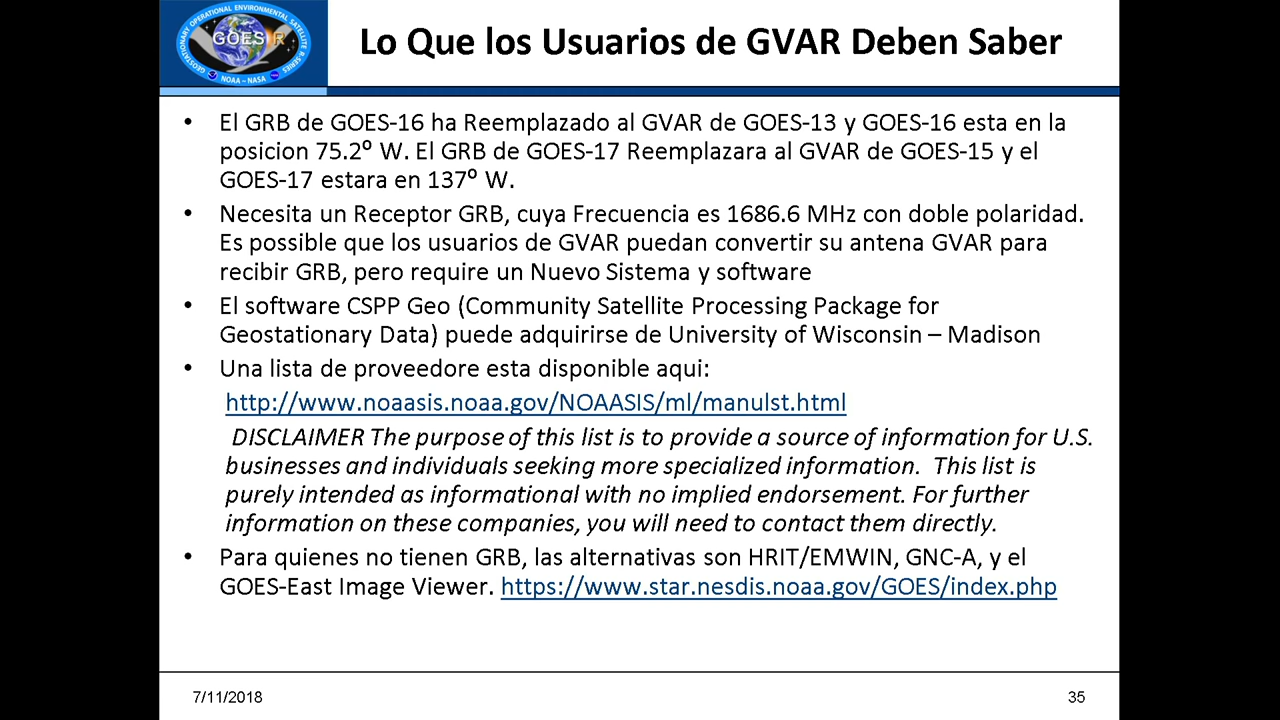 GEOSTATIONARY OPERATIONAL ENVIRONMENTAL SATELLITE R-SERIES
GOES R
NOAA – NASA
Lo Que los Usuarios de GVAR Deben Saber
• El GRB de GOES-16 ha Reemplazado al GVAR de GOES-13 y GOES-16 esta en la
posicion 75.2⁰ W. El GRB de GOES-17 Reemplazara al GVAR de GOES-15 y el
GOES-17 estara en 137⁰ W.
• Necesita un Receptor GRB, cuya Frecuencia es 1686.6 MHz con doble polaridad.
Es possible que los usuarios de GVAR puedan convertir su antena GVAR para
recibir GRB, pero require un Nuevo Sistema y software
• El software CSPP Geo (Community Satellite Processing Package for
Geostationary Data) puede adquirirse de University of Wisconsin – Madison
• Una lista de proveedore esta disponible aqui:
http://www.noaasis.noaa.gov/NOAASIS/ml/manulst.html
DISCLAIMER The purpose of this list is to provide a source of information for U.S.
businesses and individuals seeking more specialized information.  This list is
purely intended as informational with no implied endorsement. For further
information on these companies, you will need to contact them directly.
• Para quienes no tienen GRB, las alternativas son HRIT/EMWIN, GNC-A, y el
GOES-East Image Viewer. https://www.star.nesdis.noaa.gov/GOES/index.php
7/11/2018
35